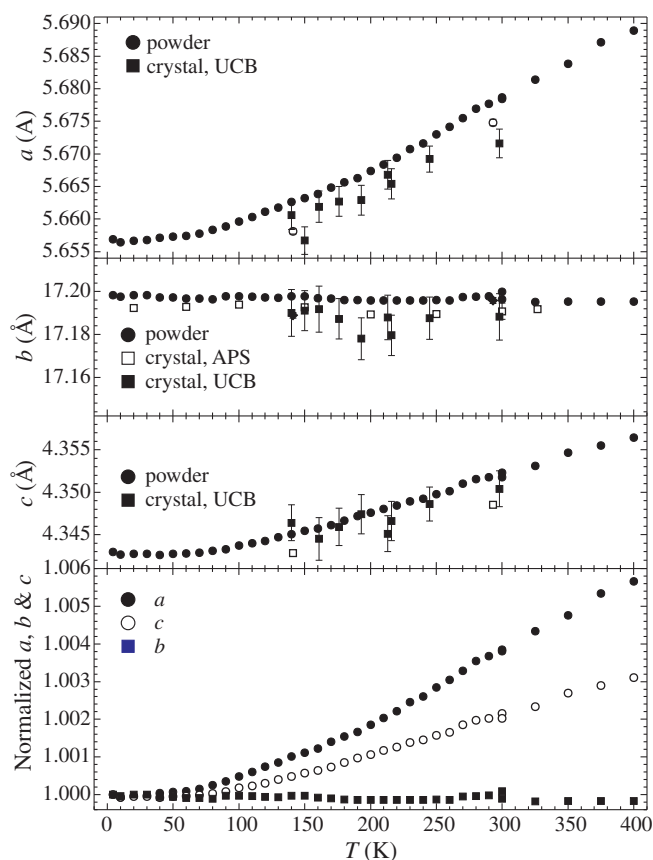 5.690
5.685
5.680
5.675
5.670
5.665
5.660
5.655
a (Å)
powder
crystal, UCB
17.20
17.18
17.16
b (Å)
powder
crystal, APS
crystal, UCB
4.355
4.350
4.345
c (Å)
powder
crystal, UCB
1.006
1.005
1.004
1.003
1.002
1.001
1.000
Normalized a, b & c
a
c
b
0 50 100 150 200 250 300 350 400
T (K)